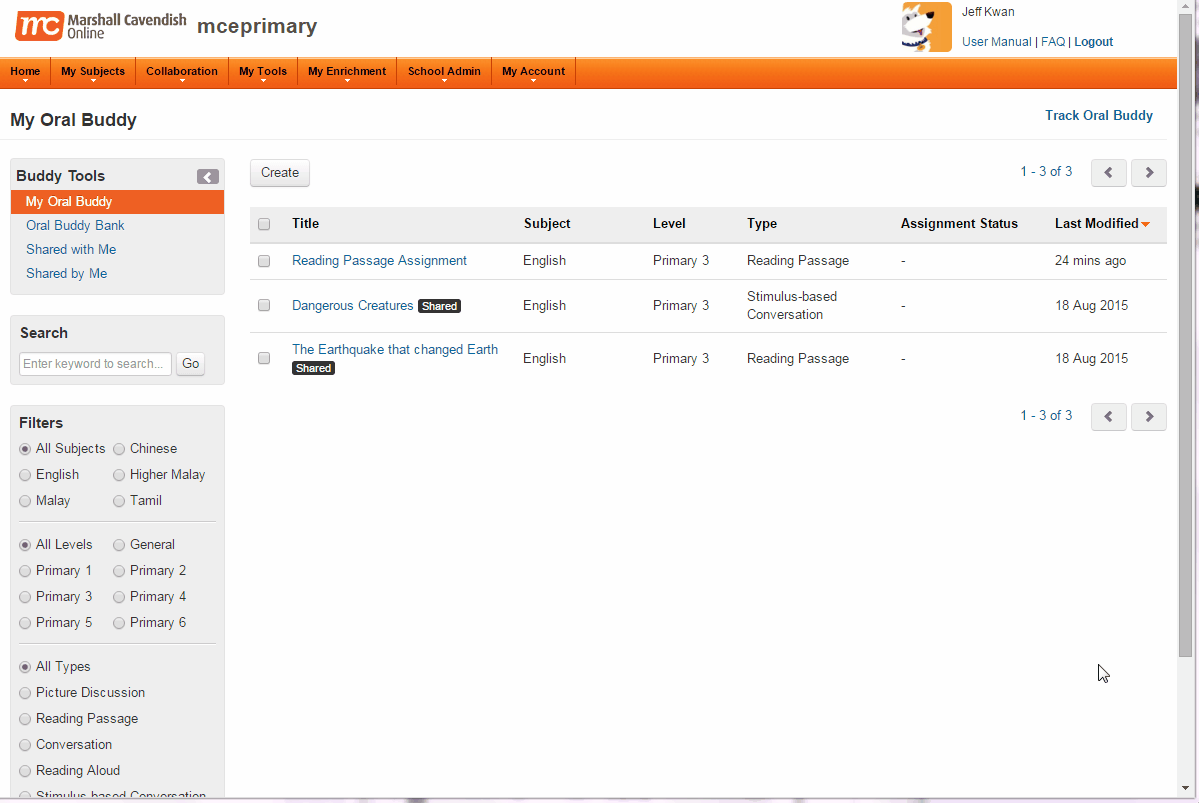 mc Marshall Cavendish
Online
mceprimary
Jeff Kwan
User Manual | FAQ | Logout
Home My Subjects Collaboration My Tools My Enrichment School Admin My Account
My Oral Buddy
Track Oral Buddy
Buddy Tools
My Oral Buddy
Oral Buddy Bank
Shared with Me
Shared by Me
Search
Enter keyword to search...
Go
Filters
All Subjects Chinese
English Higher Malay
Malay Tamil
All Levels General
Primary 1 Primary 2
Primary 3 Primary 4
Primary 5 Primary 6
All Types
Picture Discussion
Reading Passage
Conversation
Reading Aloud
Stimulus-based Conversation
Create
1 - 3 of 3
Title Subject Level Type Assignment Status Last Modified
Reading Passage Assignment English Primary 3 Reading Passage - 24 mins ago
Dangerous Creatures Shared English Primary 3 Stimulus-based
Conversation
- 18 Aug 2015
The Earthquake that changed Earth
Shared
English Primary 3 Reading Passage - 18 Aug 2015
1 - 3 of 3